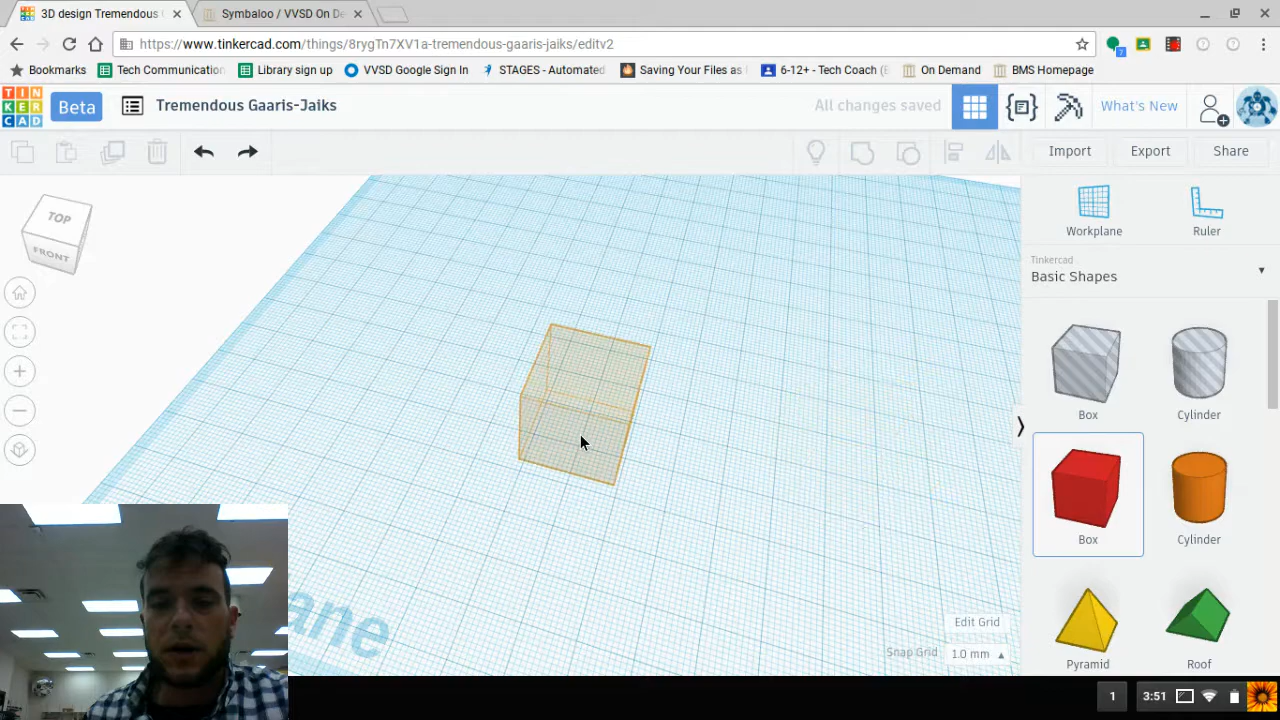 3D design Tremendous G
Symbaloo / VVSD On De
https://www.tinkercad.com/things/8rygTn7XV1a-tremendous-gaaris-jaiks/editv2
Bookmarks
Tech Communication
Library sign up
VVSD Google Sign In
STAGES - Automated
Saving Your Files as
6-12+ - Tech Coach (E
On Demand
BMS Homepage
TIN
KER
CAD
Beta
Tremendous Gaaris-Jaiks
All changes saved
What's New
Import
Export
Share
TOP
FRONT
Workplane
Ruler
Tinkercad
Basic Shapes
Box
Cylinder
Box
Cylinder
Pyramid
Roof
ane
Edit Grid
Snap Grid 1.0 mm
1
3:51